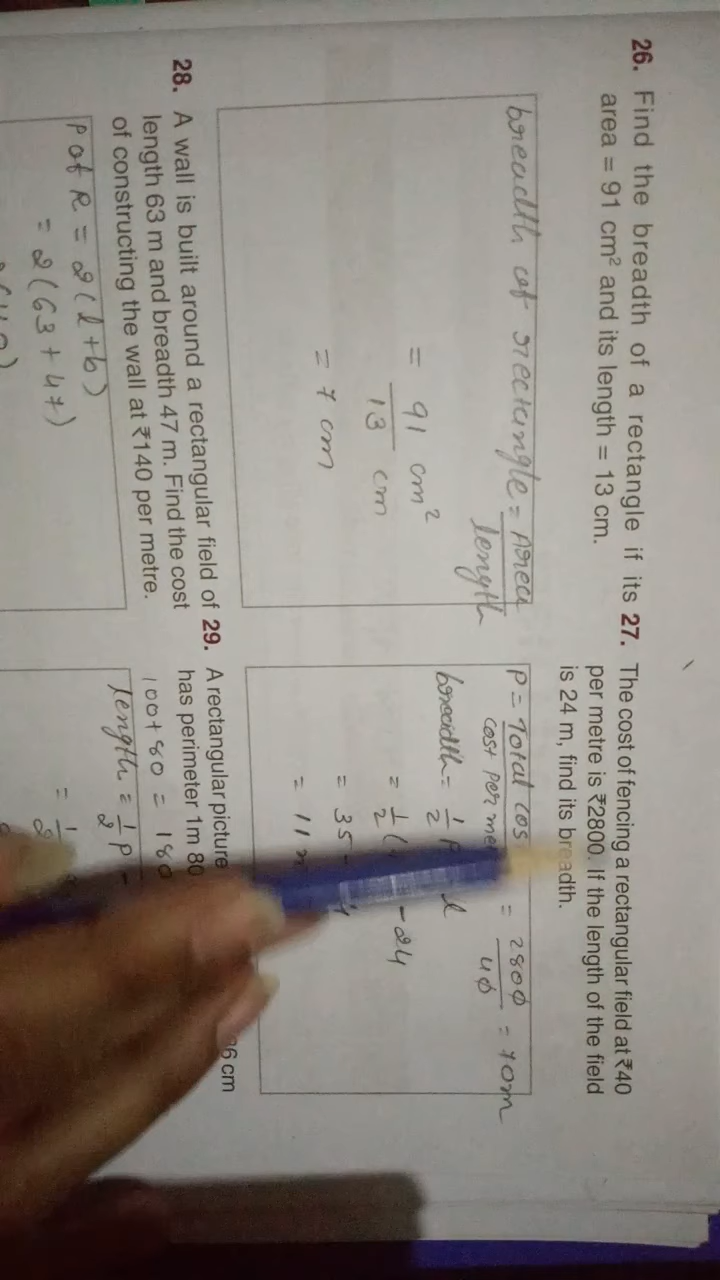 26. Find the breadth of a rectangle if its
area = 91 cm² and its length = 13 cm.
breadth of rectangle = Area
length
= 91 cm²
13 cm
= 7 cm
27. The cost of fencing a rectangular field at ₹40
per metre is ₹2800. If the length of the field
is 24 m, find its breadth.
P = Total cos = 2800 = 70m
cost per me 40
breadth = 1/2 P l
= 1/2 ( - 24
= 35 -
= 11 m
28. A wall is built around a rectangular field of
length 63 m and breadth 47 m. Find the cost
of constructing the wall at ₹140 per metre.
P of R = 2(l+b)
= 2(63+47)
29. A rectangular picture
has perimeter 1m 80 6 cm
100+80 = 180
length = 1/2 P -
= 1/2